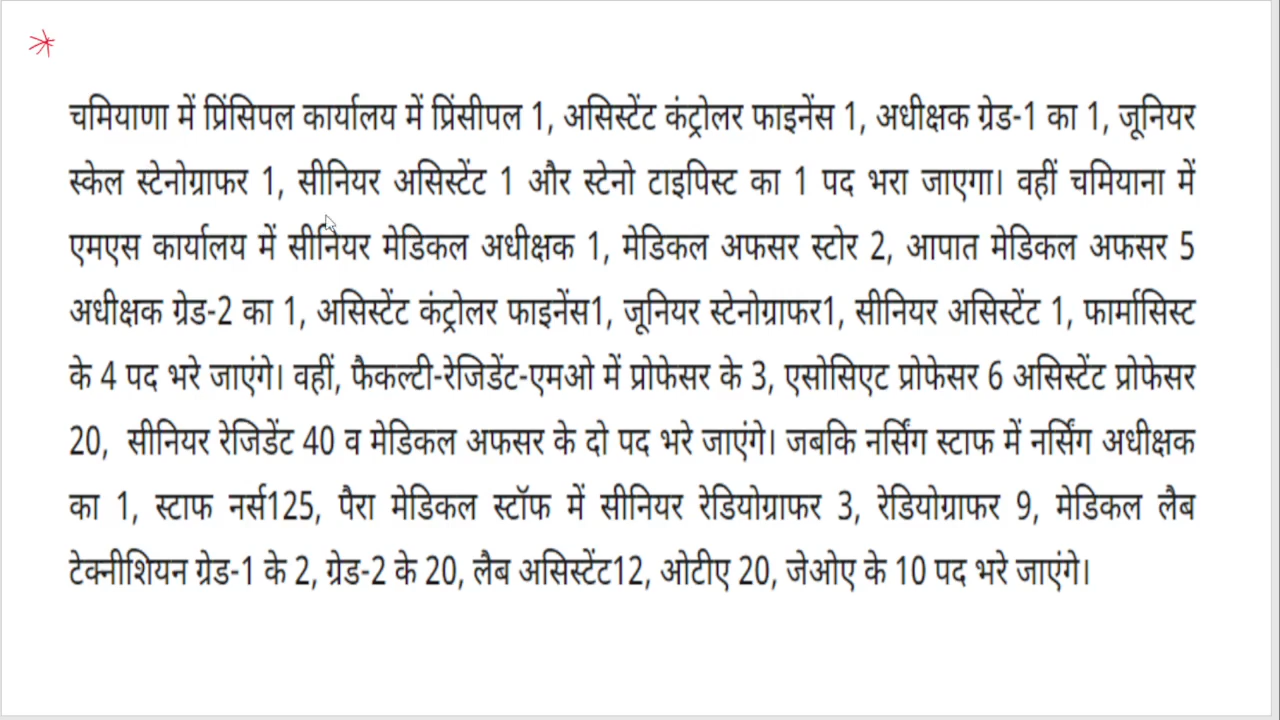 चमियाणा में प्रिंसिपल कार्यालय में प्रिंसीपल 1, असिस्टेंट कंट्रोलर फाइनेंस 1, अधीक्षक ग्रेड-1 का 1, जूनियर
स्केल स्टेनोग्राफर 1, सीनियर असिस्टेंट 1 और स्टेनो टाइपिस्ट का 1 पद भरा जाएगा। वहीं चमियाना में
एमएस कार्यालय में सीनियर मेडिकल अधीक्षक 1, मेडिकल अफसर स्टोर 2, आपात मेडिकल अफसर 5
अधीक्षक ग्रेड-2 का 1, असिस्टेंट कंट्रोलर फाइनेंस1, जूनियर स्टेनोग्राफर1, सीनियर असिस्टेंट 1, फार्मासिस्ट
के 4 पद भरे जाएंगे। वहीं, फैकल्टी-रेजिडेंट-एमओ में प्रोफेसर के 3, एसोसिएट प्रोफेसर 6 असिस्टेंट प्रोफेसर
20, सीनियर रेजिडेंट 40 व मेडिकल अफसर के दो पद भरे जाएंगे। जबकि नर्सिंग स्टाफ में नर्सिंग अधीक्षक
का 1, स्टाफ नर्स125, पैरा मेडिकल स्टॉफ में सीनियर रेडियोग्राफर 3, रेडियोग्राफर 9, मेडिकल लैब
टेक्नीशियन ग्रेड-1 के 2, ग्रेड-2 के 20, लैब असिस्टेंट12, ओटीए 20, जेओए के 10 पद भरे जाएंगे।